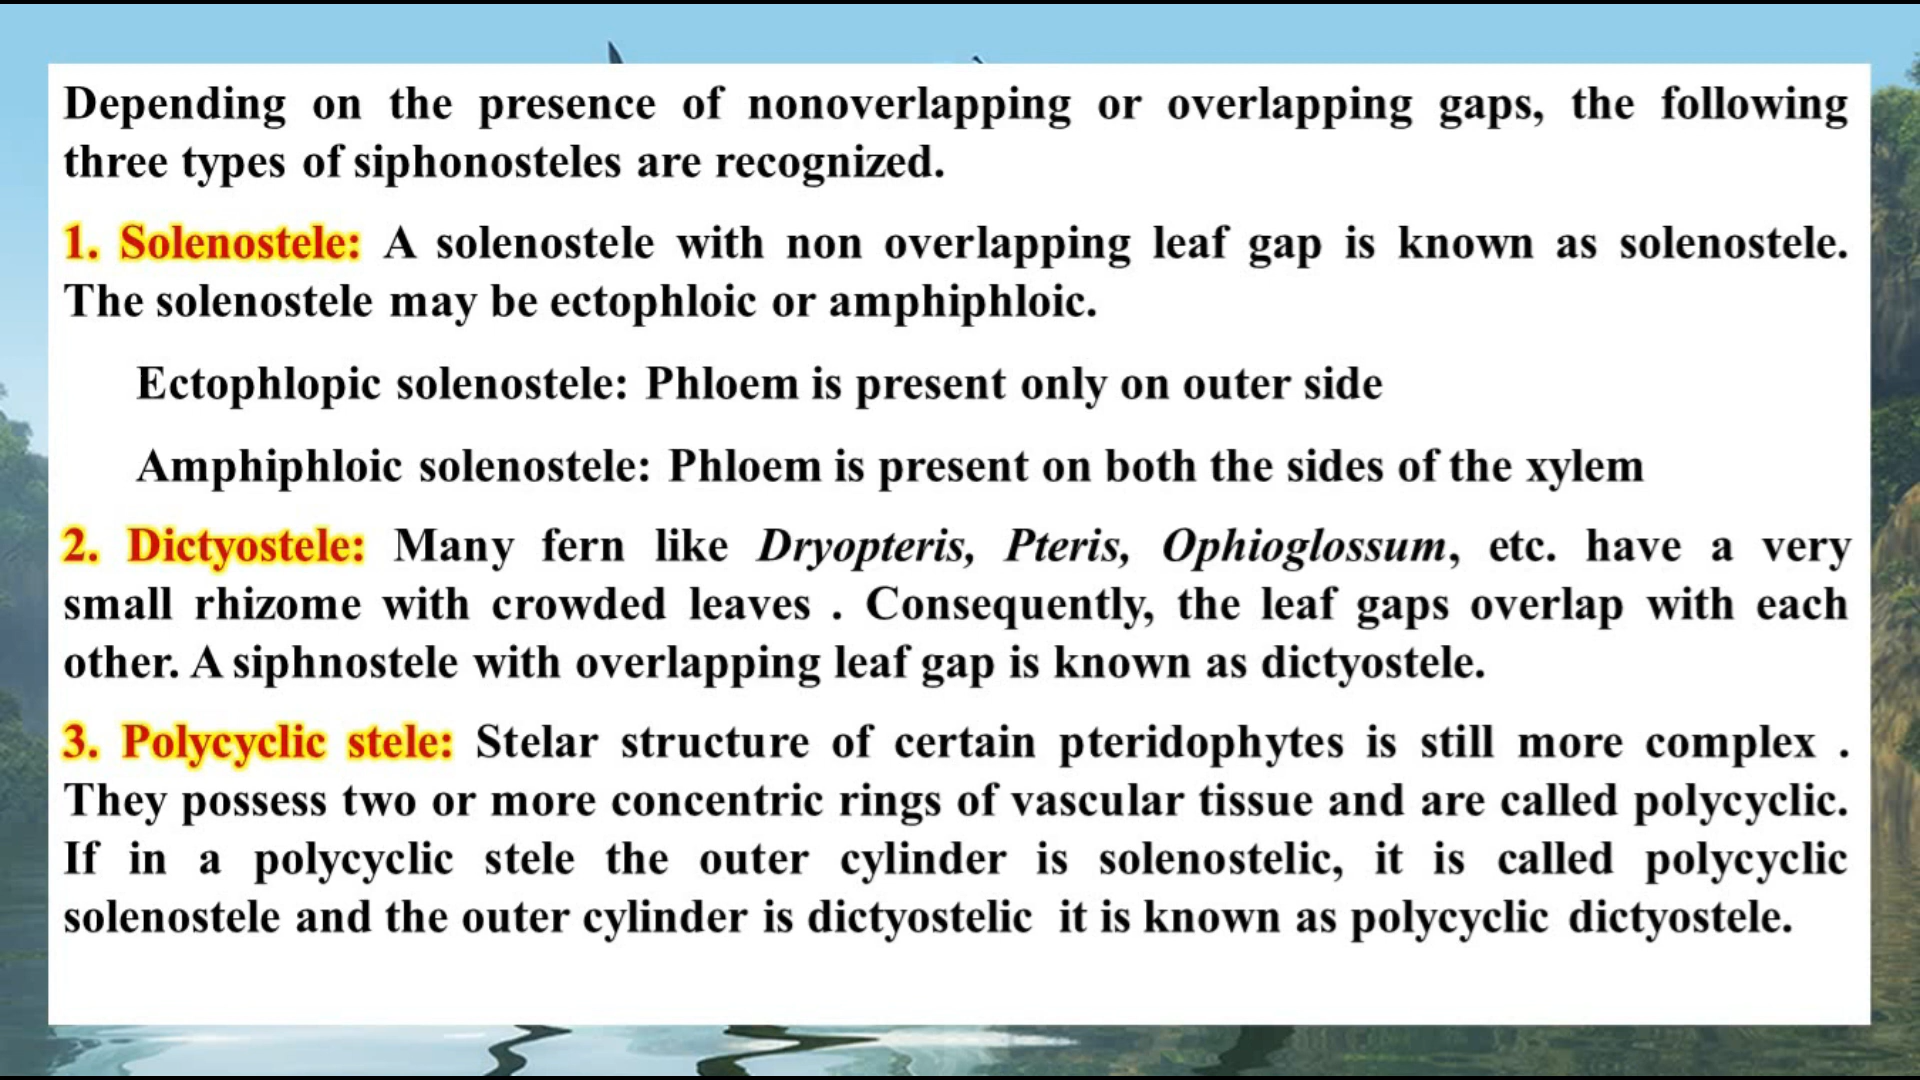 Depending on the presence of nonoverlapping or overlapping gaps, the following
three types of siphonosteles are recognized.
1. Solenostele: A solenostele with non overlapping leaf gap is known as solenostele.
The solenostele may be ectophloic or amphiphloic.
Ectophlopic solenostele: Phloem is present only on outer side
Amphiphloic solenostele: Phloem is present on both the sides of the xylem
2. Dictyostele: Many fern like Dryopteris, Pteris, Ophioglossum, etc. have a very
small rhizome with crowded leaves . Consequently, the leaf gaps overlap with each
other. A siphnostele with overlapping leaf gap is known as dictyostele.
3. Polycyclic stele: Stelar structure of certain pteridophytes is still more complex .
They possess two or more concentric rings of vascular tissue and are called polycyclic.
If in a polycyclic stele the outer cylinder is solenostelic, it is called polycyclic
solenostele and the outer cylinder is dictyostelic it is known as polycyclic dictyostele.